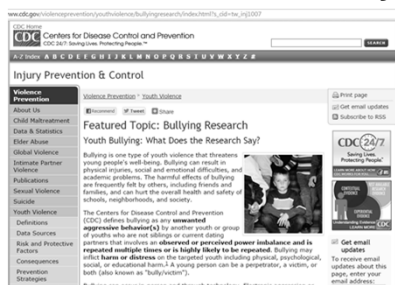 ww.cdc.gov/violenceprevention/youthviolence/bullyingresearch/index.html?s_cid=tw_inj1007
CDC Home
CDC Centers for Disease Control and Prevention
CDC 24/7: Saving Lives. Protecting People.™
SEARCH
A-Z Index A B C D E F G H I J K L M N O P Q R S T U V W X Y Z #
Injury Prevention & Control
Violence Prevention
About Us
Child Maltreatment
Data & Statistics
Elder Abuse
Global Violence
Intimate Partner Violence
Publications
Sexual Violence
Suicide
Youth Violence
Definitions
Data Sources
Risk and Protective Factors
Consequences
Prevention Strategies
Violence Prevention > Youth Violence
Recommend Tweet Share
Featured Topic: Bullying Research
Youth Bullying: What Does the Research Say?
Bullying is one type of youth violence that threatens
young people's well-being. Bullying can result in
physical injuries, social and emotional difficulties, and
academic problems. The harmful effects of bullying
are frequently felt by others, including friends and
families, and can hurt the overall health and safety of
schools, neighborhoods, and society.
The Centers for Disease Control and Prevention
(CDC) defines bullying as any unwanted
aggressive behavior(s) by another youth or group
of youths who are not siblings or current dating
partners that involves an observed or perceived power imbalance and is
repeated multiple times or is highly likely to be repeated. Bullying may
inflict harm or distress on the targeted youth including physical, psychological,
social, or educational harm. A young person can be a perpetrator, a victim, or
both (also known as "bully/victim").
Print page
Get email updates
Subscribe to RSS
CDC 24/7
Saving Lives.
Protecting People.™
Get email updates
To receive email
updates about this
page, enter your
email address: